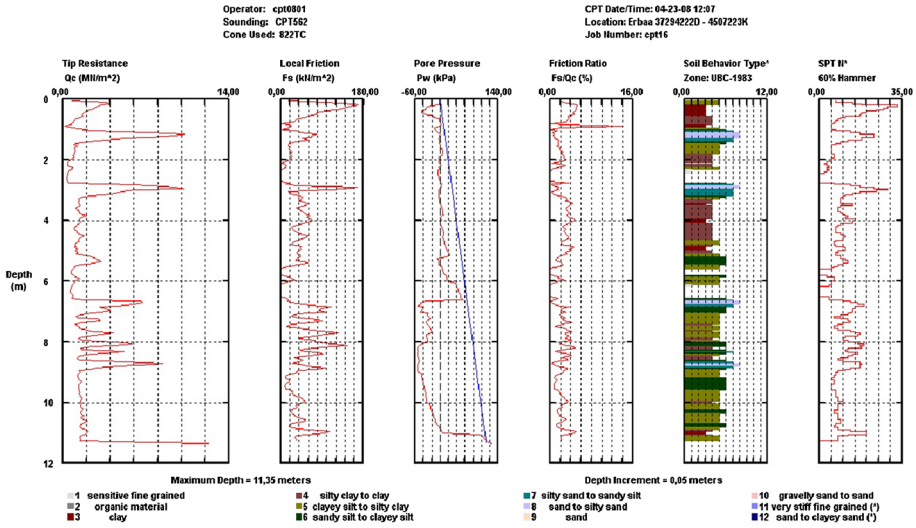 Operator: cpt0801
Sounding: CPT562
Cone Used: 822TC
CPT Date/Time: 04-23-08 12:07
Location: Erbaa 37294222D - 4507223K
Job Number: cpt16
Tip Resistance Local Friction Pore Pressure Friction Ratio Soil Behavior Type* SPT N*
Qc (MN/m^2) Fs (kN/m^2) Pw (kPa) Fs/Qc (%) Zone: UBC-1983 60% Hammer
0,00 14,00 0,00 180,00 -60,00 140,00 0,00 16,00 0,00 12,00 0,00 35,00
0
2
4
6
8
10
12
Depth
(m)
Maximum Depth = 11,35 meters Depth Increment = 0,05 meters
1 sensitive fine grained 4 silty clay to clay 7 silty sand to sandy silt 10 gravelly sand to sand
2 organic material 5 clayey silt to silty clay 8 sand to silty sand 11 very stiff fine grained (*)
3 clay 6 sandy silt to clayey silt 9 sand 12 sand to clayey sand (*)